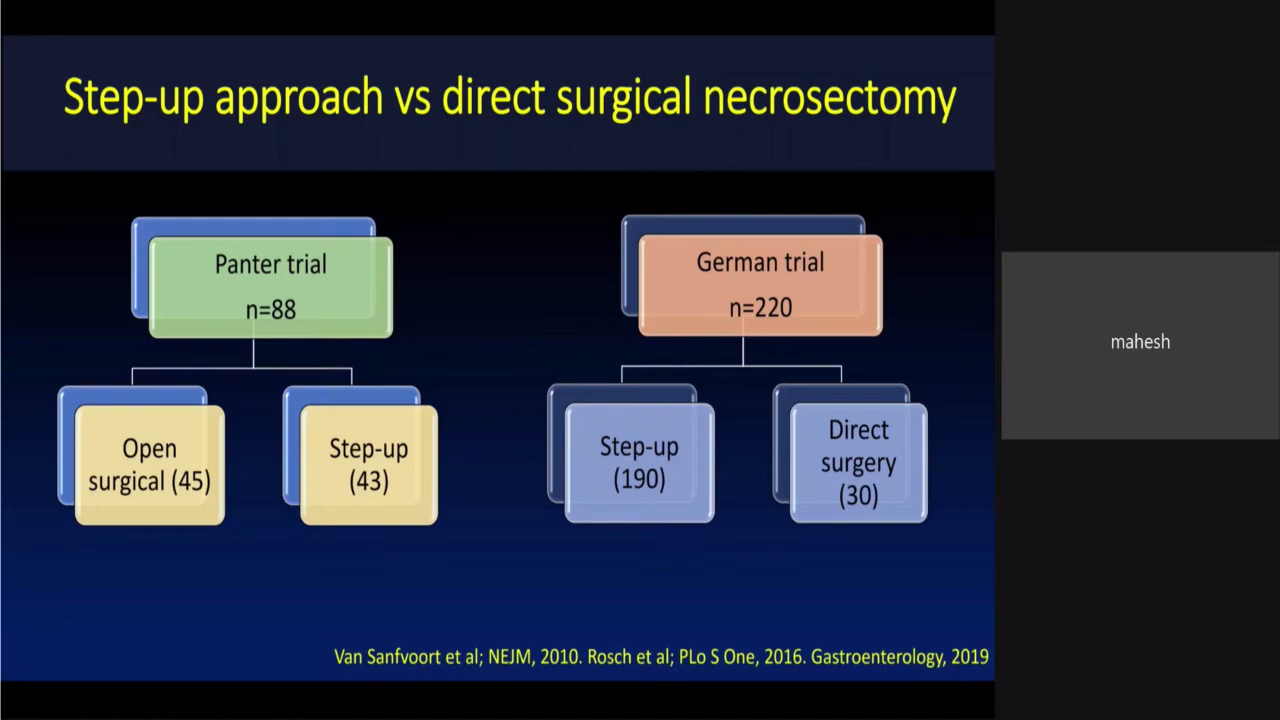 Step-up approach vs direct surgical necrosectomy
Panter trial
n=88
Open
surgical (45)
Step-up
(43)
German trial
n=220
Step-up
(190)
Direct
surgery
(30)
mahesh
Van Sanfvoort et al; NEJM, 2010. Rosch et al; PLo S One, 2016. Gastroenterology, 2019